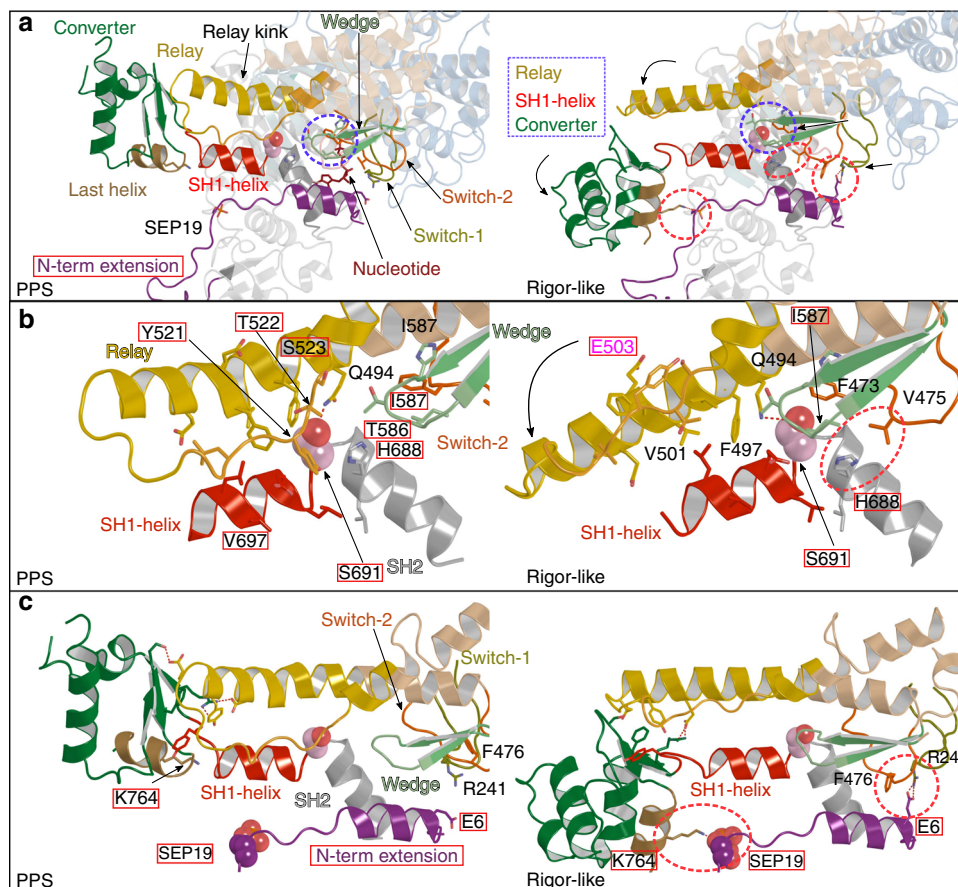 a
Converter
Relay
Relay kink
Wedge
Last helix
SH1-helix
Switch-2
SEP19
Switch-1
N-term extension
Nucleotide
PPS
Relay
SH1-helix
Converter
Rigor-like
b
Y521
T522
S523
I587
Relay
Q494
I587
T586
Switch-2
H688
SH1-helix
V697
S691
SH2
PPS
Wedge
E503
I587
Q494
F473
V475
V501
F497
SH1-helix
H688
S691
Rigor-like
c
Switch-2
Switch-1
F476
Wedge
R241
K764
SH1-helix
SH2
E6
SEP19
N-term extension
PPS
R24
F476
SH1-helix
E6
K764
SEP19
Rigor-like